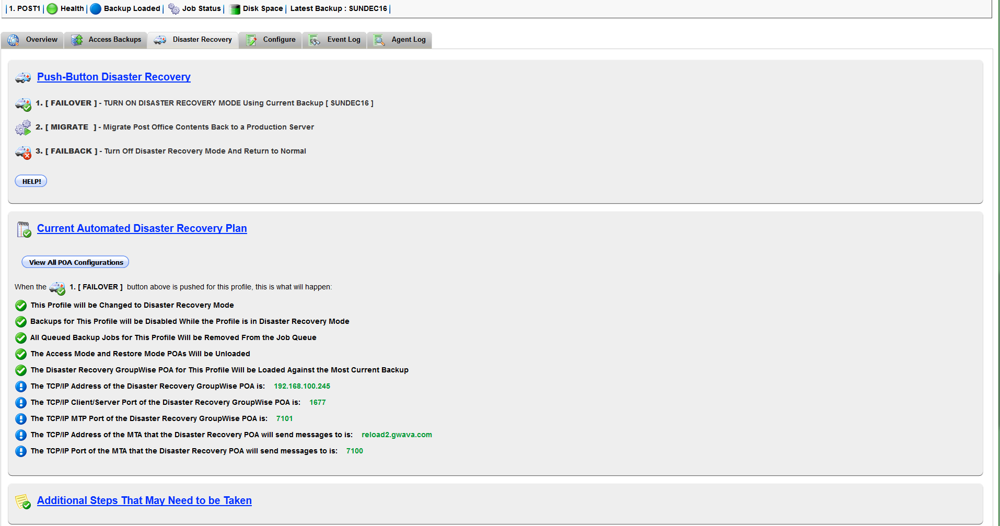 | 1. POST1 | Health | Backup Loaded | Job Status | Disk Space | Latest Backup : SUNDEC16 |
Overview Access Backups Disaster Recovery Configure Event Log Agent Log
Push-Button Disaster Recovery
1. [ FAILOVER ] - TURN ON DISASTER RECOVERY MODE Using Current Backup [ SUNDEC16 ]
2. [ MIGRATE ] - Migrate Post Office Contents Back to a Production Server
3. [ FAILBACK ] - Turn Off Disaster Recovery Mode And Return to Normal
HELP!
Current Automated Disaster Recovery Plan
View All POA Configurations
When the 1. [ FAILOVER ] button above is pushed for this profile, this is what will happen:
This Profile will be Changed to Disaster Recovery Mode
Backups for This Profile will be Disabled While the Profile is in Disaster Recovery Mode
All Queued Backup Jobs for This Profile Will be Removed From the Job Queue
The Access Mode and Restore Mode POAs Will be Unloaded
The Disaster Recovery GroupWise POA for This Profile Will be Loaded Against the Most Current Backup
The TCP/IP Address of the Disaster Recovery GroupWise POA is: 192.168.100.245
The TCP/IP Client/Server Port of the Disaster Recovery GroupWise POA is: 1677
The TCP/IP MTP Port of the Disaster Recovery GroupWise POA is: 7101
The TCP/IP Address of the MTA that the Disaster Recovery POA will send messages to is: reload2.gwava.com
The TCP/IP Port of the MTA that the Disaster Recovery POA will send messages to is: 7100
Additional Steps That May Need to be Taken